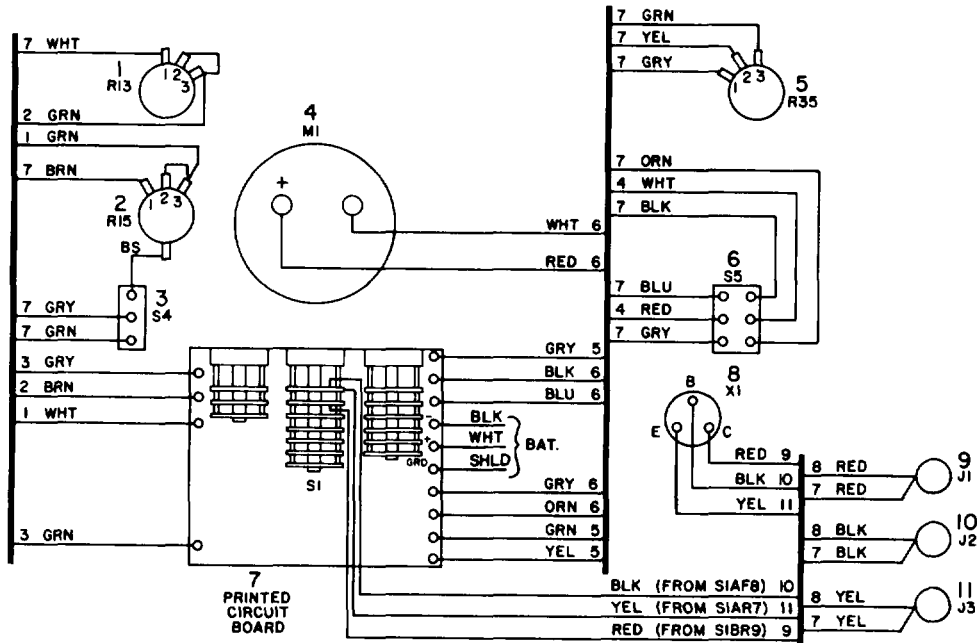 7 WHT
1
R13
1 2 3
2 GRN
1 GRN
7 BRN
2
R15
1 2 3
BS
3
S4
7 GRY
7 GRN
3 GRY
2 BRN
1 WHT
3 GRN
4
M1
+
WHT 6
RED 6
S1
GRY 5
BLK 6
BLU 6
- BLK
+ WHT
GRD SHLD
BAT.
GRY 6
ORN 6
GRN 5
YEL 5
7
PRINTED
CIRCUIT
BOARD
BLK (FROM S1AF8) 10
YEL (FROM S1AR7) 11
RED (FROM S1BR9) 9
7 GRN
7 YEL
7 GRY
1 2 3
5
R35
7 ORN
4 WHT
7 BLK
6
S5
7 BLU
4 RED
7 GRY
8
X1
B
E C
RED 9
BLK 10
YEL 11
8 RED
7 RED
9
J1
8 BLK
7 BLK
10
J2
8 YEL
7 YEL
11
J3